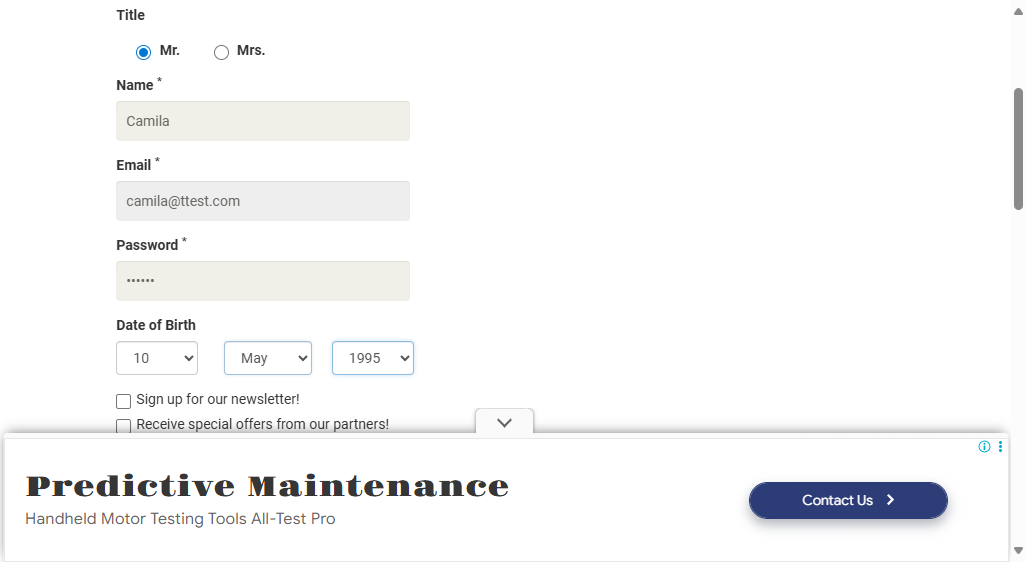 Title
Mr. Mrs.
Name *
Camila
Email *
camila@ttest.com
Password *
••••••
Date of Birth
10 May 1995
Sign up for our newsletter!
Receive special offers from our partners!
Predictive Maintenance
Handheld Motor Testing Tools All-Test Pro
Contact Us